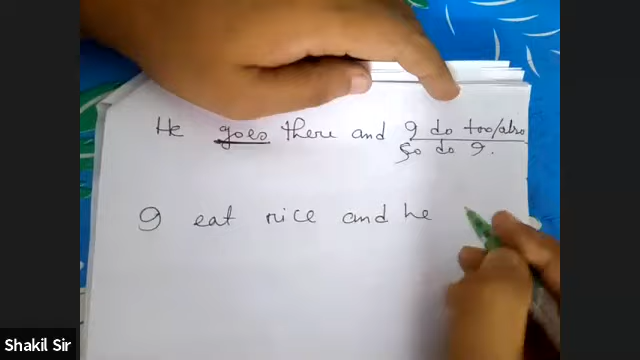 He goes there and I do too/also
So do I.
I eat rice and he
Shakil Sir